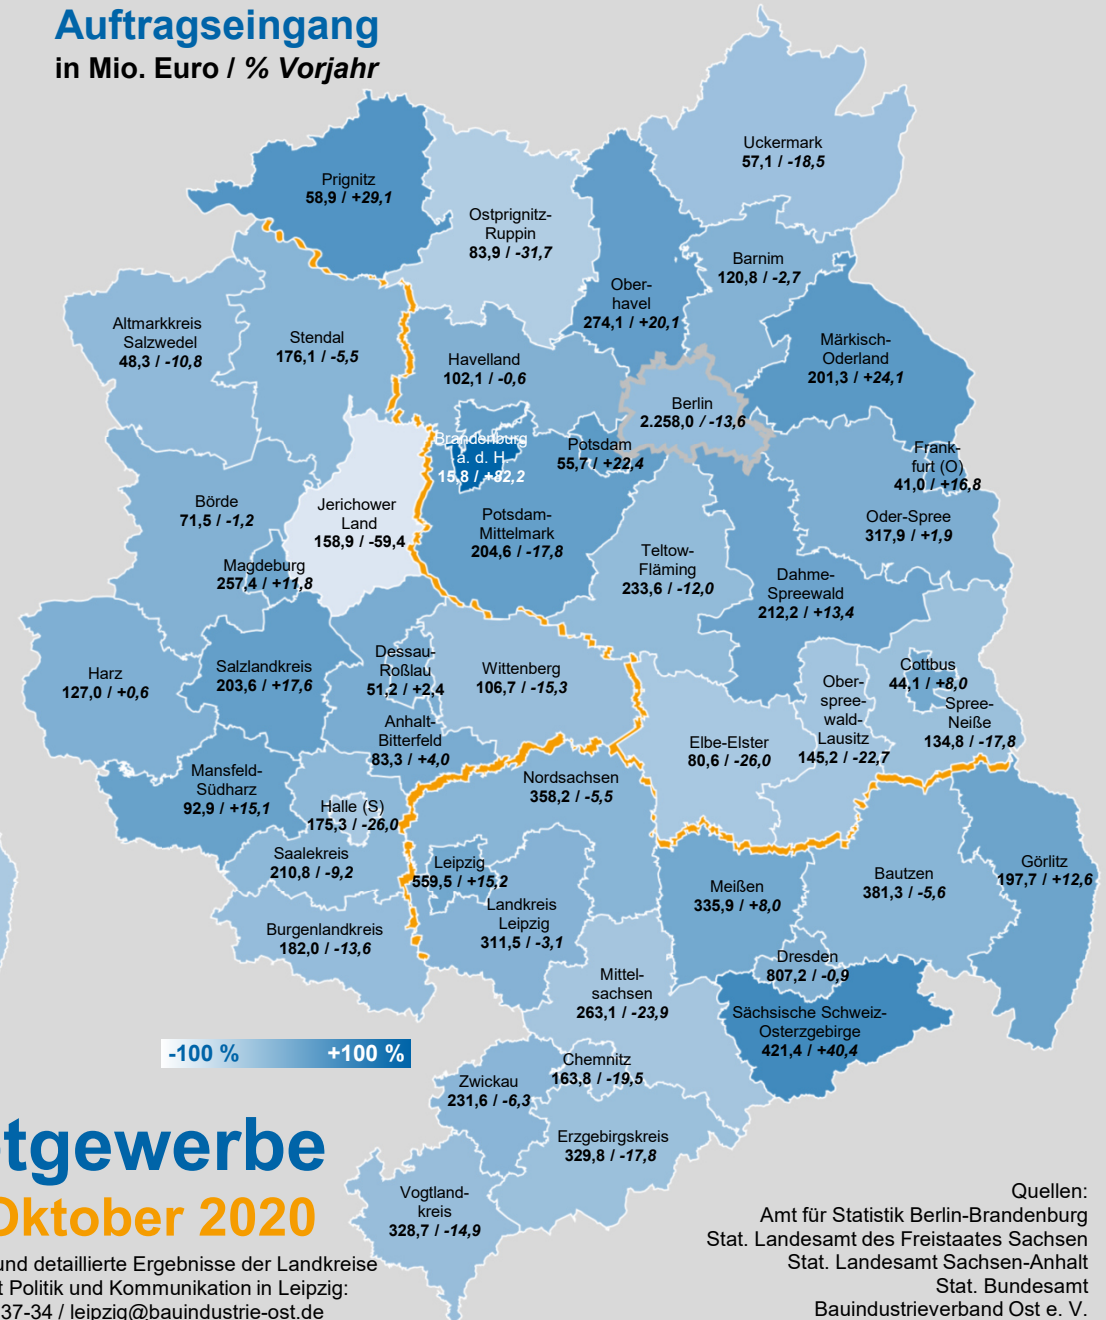 Auftragseingang
in Mio. Euro / % Vorjahr
Uckermark
57,1 / -18,5
Prignitz
58,9 / +29,1
Ostprignitz-
Ruppin
83,9 / -31,7
Barnim
120,8 / -2,7
Ober-
havel
274,1 / +20,1
Altmarkkreis
Salzwedel
48,3 / -10,8
Stendal
176,1 / -5,5
Märkisch-
Oderland
201,3 / +24,1
Havelland
102,1 / -0,6
Berlin
2.258,0 / -13,6
Brandenburg
a. d. H.
15,8 / +82,2
Potsdam
55,7 / +22,4
Frank-
furt (O)
41,0 / +16,8
Börde
71,5 / -1,2
Jerichower
Land
158,9 / -59,4
Potsdam-
Mittelmark
204,6 / -17,8
Oder-Spree
317,9 / +1,9
Teltow-
Fläming
233,6 / -12,0
Magdeburg
257,4 / +11,8
Dahme-
Spreewald
212,2 / +13,4
Harz
127,0 / +0,6
Salzlandkreis
203,6 / +17,6
Dessau-
Roßlau
51,2 / +2,4
Wittenberg
106,7 / -15,3
Cottbus
44,1 / +8,0
Ober-
spree-
wald-
Lausitz
145,2 / -22,7
Spree-
Neiße
134,8 / -17,8
Anhalt-
Bitterfeld
83,3 / +4,0
Elbe-Elster
80,6 / -26,0
Mansfeld-
Südharz
92,9 / +15,1
Nordsachsen
358,2 / -5,5
Halle (S)
175,3 / -26,0
Saalekreis
210,8 / -9,2
Leipzig
559,5 / +15,2
Meißen
335,9 / +8,0
Bautzen
381,3 / -5,6
Görlitz
197,7 / +12,6
Landkreis
Leipzig
311,5 / -3,1
Burgenlandkreis
182,0 / -13,6
Dresden
807,2 / -0,9
Mittel-
sachsen
263,1 / -23,9
Sächsische Schweiz-
Osterzgebirge
421,4 / +40,4
-100 % +100 %
Chemnitz
163,8 / -19,5
Zwickau
231,6 / -6,3
Erzgebirgskreis
329,8 / -17,8
Vogtland-
kreis
328,7 / -14,9
tgewerbe
Oktober 2020
und detaillierte Ergebnisse der Landkreise
t Politik und Kommunikation in Leipzig:
37-34 / leipzig@bauindustrie-ost.de
Quellen:
Amt für Statistik Berlin-Brandenburg
Stat. Landesamt des Freistaates Sachsen
Stat. Landesamt Sachsen-Anhalt
Stat. Bundesamt
Bauindustrieverband Ost e. V.